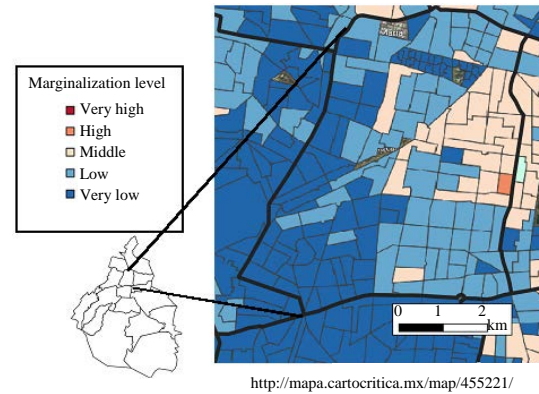 Marginalization level
Very high
High
Middle
Low
Very low
0 1 2
km
http://mapa.cartocritica.mx/map/455221/